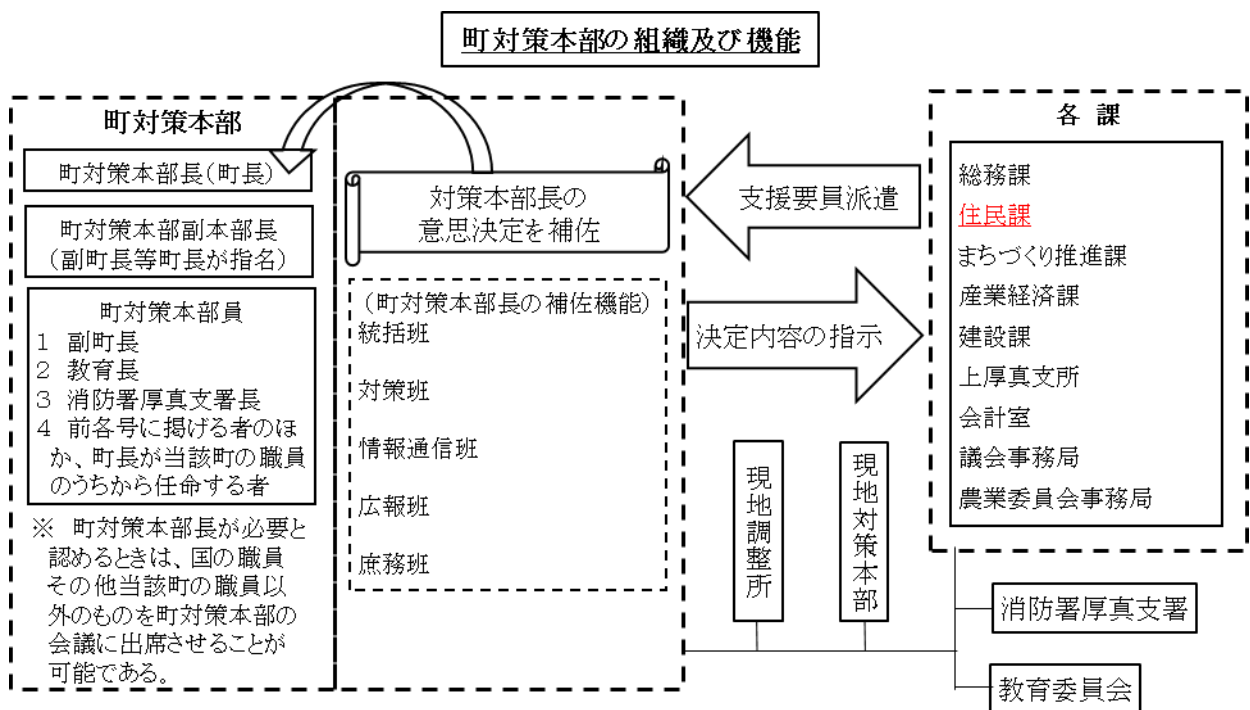 町対策本部の組織及び機能
町対策本部
町対策本部長(町長)
町対策本部副本部長
(副町長等町長が指名)
町対策本部員
1 副町長
2 教育長
3 消防署厚真支署長
4 前各号に掲げる者のほ
か、町長が当該町の職員
のうちから任命する者
※ 町対策本部長が必要と
認めるときは、国の職員
その他当該町の職員以
外のものを町対策本部の
会議に出席させることが
可能である。
対策本部長の
意思決定を補佐
(町対策本部長の補佐機能)
統括班
対策班
情報通信班
広報班
庶務班
支援要員派遣
決定内容の指示
現地調整所
現地対策本部
各 課
総務課
住民課
まちづくり推進課
産業経済課
建設課
上厚真支所
会計室
議会事務局
農業委員会事務局
消防署厚真支署
教育委員会